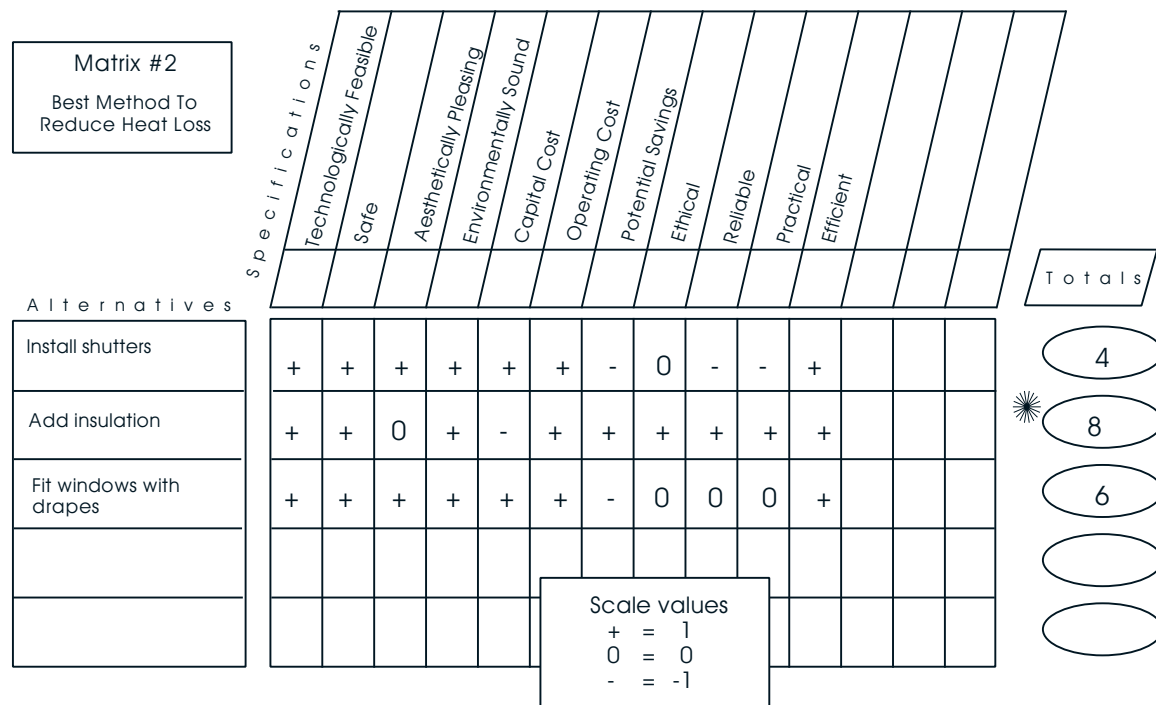 Matrix #2
Best Method To
Reduce Heat Loss
Specifications
Technologically Feasible
Safe
Aesthetically Pleasing
Environmentally Sound
Capital Cost
Operating Cost
Potential Savings
Ethical
Reliable
Practical
Efficient
Totals
Alternatives
Install shutters
+ + + + + + - 0 - - +
4
Add insulation
+ + 0 + - + + + + + +
8
Fit windows with
drapes
+ + + + + + - 0 0 0 +
6
Scale values
+ = 1
0 = 0
- = -1